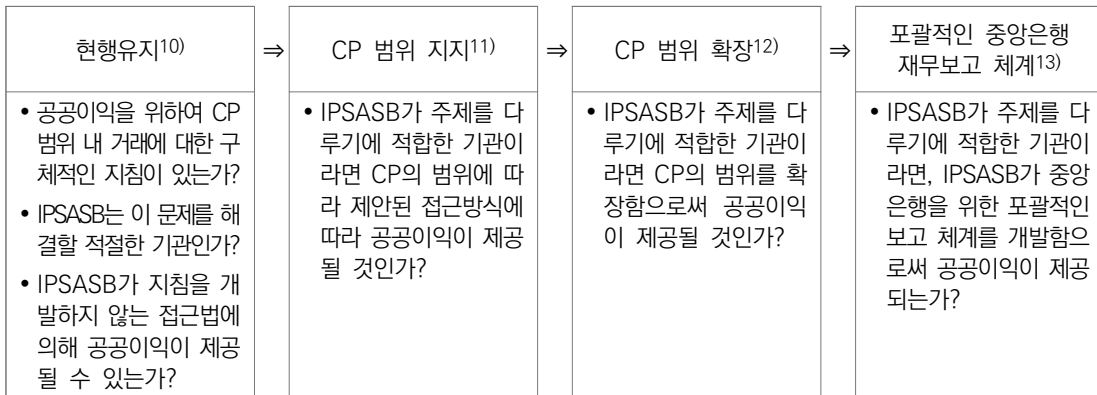 현행유지10)
• 공공이익을 위하여 CP
범위 내 거래에 대한 구
체적인 지침이 있는가?
• IPSASB는 이 문제를 해
결할 적절한 기관인가?
• IPSASB가 지침을 개
발하지 않는 접근법에
의해 공공이익이 제공
될 수 있는가?
⇒
CP 범위 지지11)
• IPSASB가 주제를 다
루기에 적합한 기관이
라면 CP의 범위에 따
라 제안된 접근방식에
따라 공공이익이 제공
될 것인가?
⇒
CP 범위 확장12)
• IPSASB가 주제를 다
루기에 적합한 기관이
라면 CP의 범위를 확
장함으로써 공공이익
이 제공될 것인가?
⇒
포괄적인 중앙은행
재무보고 체계13)
• IPSASB가 주제를 다
루기에 적합한 기관이
라면, IPSASB가 중앙
은행을 위한 포괄적인
보고 체계를 개발함으
로써 공공이익이 제공
되는가?